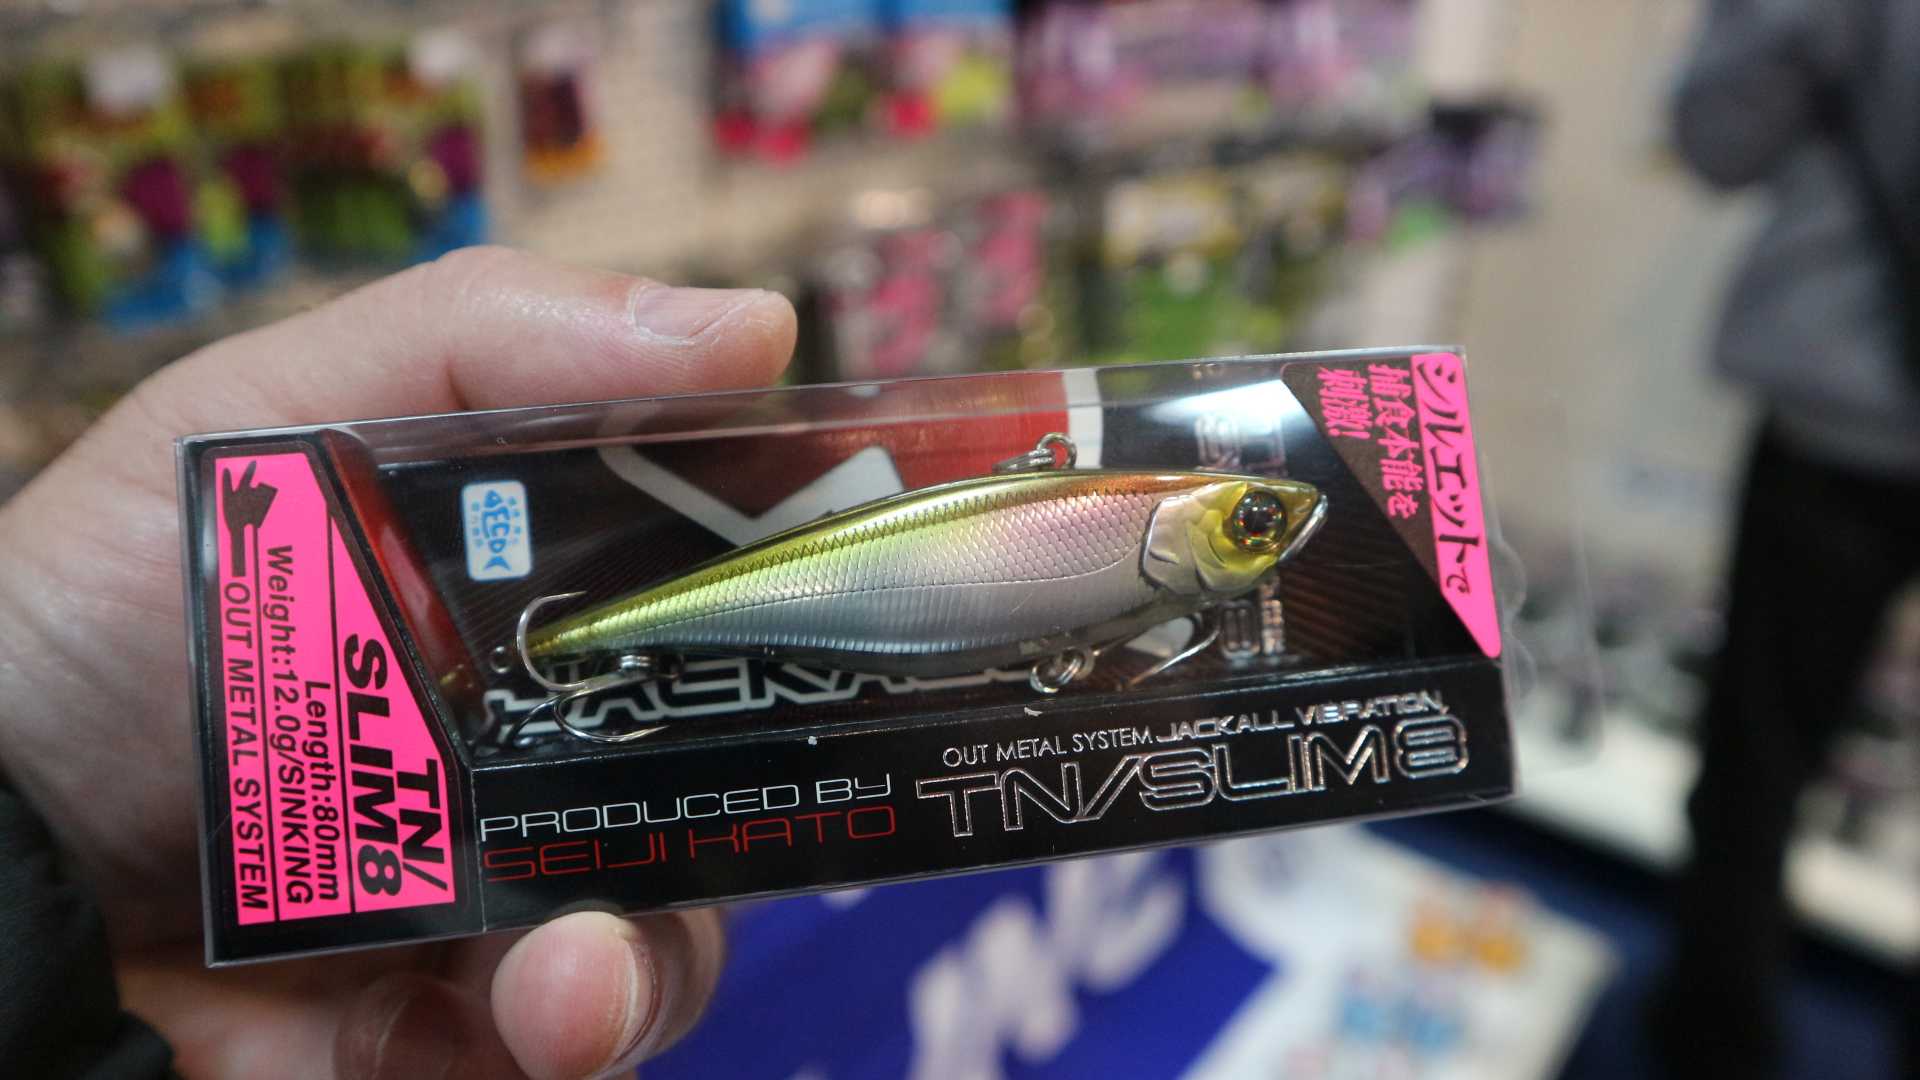 シルエットで
捕食本能を
刺激!
TN/
SLIM8
Length:80mm
Weight:12.0g/SINKING
OUT METAL SYSTEM
JACKALL
PRODUCED BY
SEIJI KATO
OUT METAL SYSTEM JACKALL VIBRATION,
TN/SLIM8